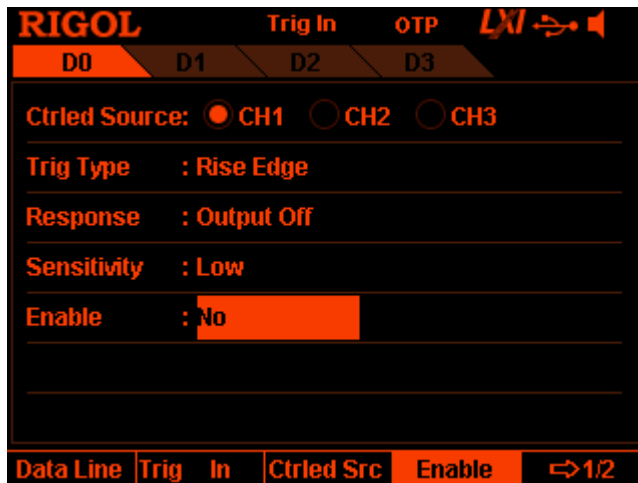 RIGOL Trig In OTP LXI
D0 D1 D2 D3
Ctrled Source: CH1 CH2 CH3
Trig Type : Rise Edge
Response : Output Off
Sensitivity : Low
Enable : No
Data Line Trig In Ctrled Src Enable 1/2